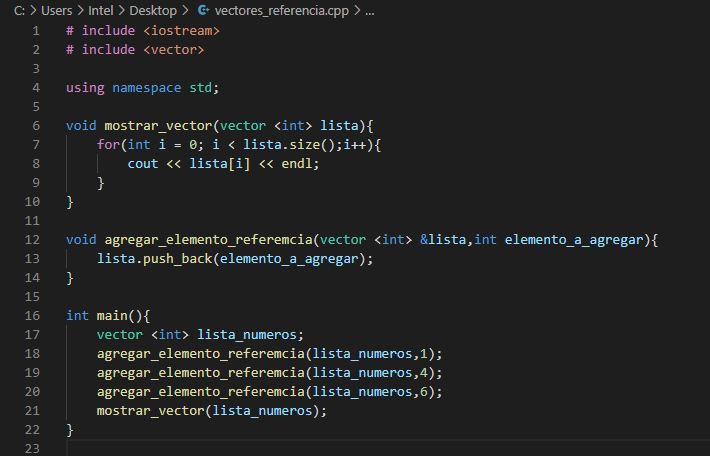 C: > Users > Intel > Desktop > vectores_referencia.cpp > ...
1 # include <iostream>
2 # include <vector>
3
4 using namespace std;
5
6 void mostrar_vector(vector <int> lista){
7     for(int i = 0; i < lista.size();i++){
8         cout << lista[i] << endl;
9     }
10 }
11
12 void agregar_elemento_referemcia(vector <int> &lista,int elemento_a_agregar){
13     lista.push_back(elemento_a_agregar);
14 }
15
16 int main(){
17     vector <int> lista_numeros;
18     agregar_elemento_referemcia(lista_numeros,1);
19     agregar_elemento_referemcia(lista_numeros,4);
20     agregar_elemento_referemcia(lista_numeros,6);
21     mostrar_vector(lista_numeros);
22 }
23